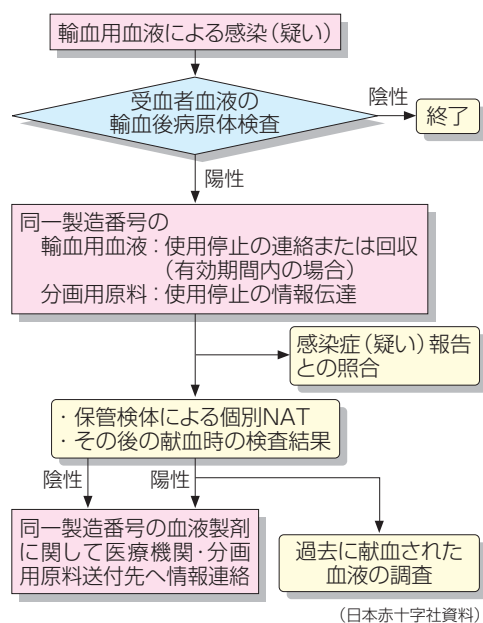 輸血用血液による感染（疑い）
受血者血液の
輸血後病原体検査
陰性
終了
陽性
同一製造番号の
輸血用血液：使用停止の連絡または回収
（有効期間内の場合）
分画用原料：使用停止の情報伝達
感染症（疑い）報告
との照合
・保管検体による個別NAT
・その後の献血時の検査結果
陰性
陽性
同一製造番号の血液製剤
に関して医療機関・分画
用原料送付先へ情報連絡
過去に献血された
血液の調査
（日本赤十字社資料）